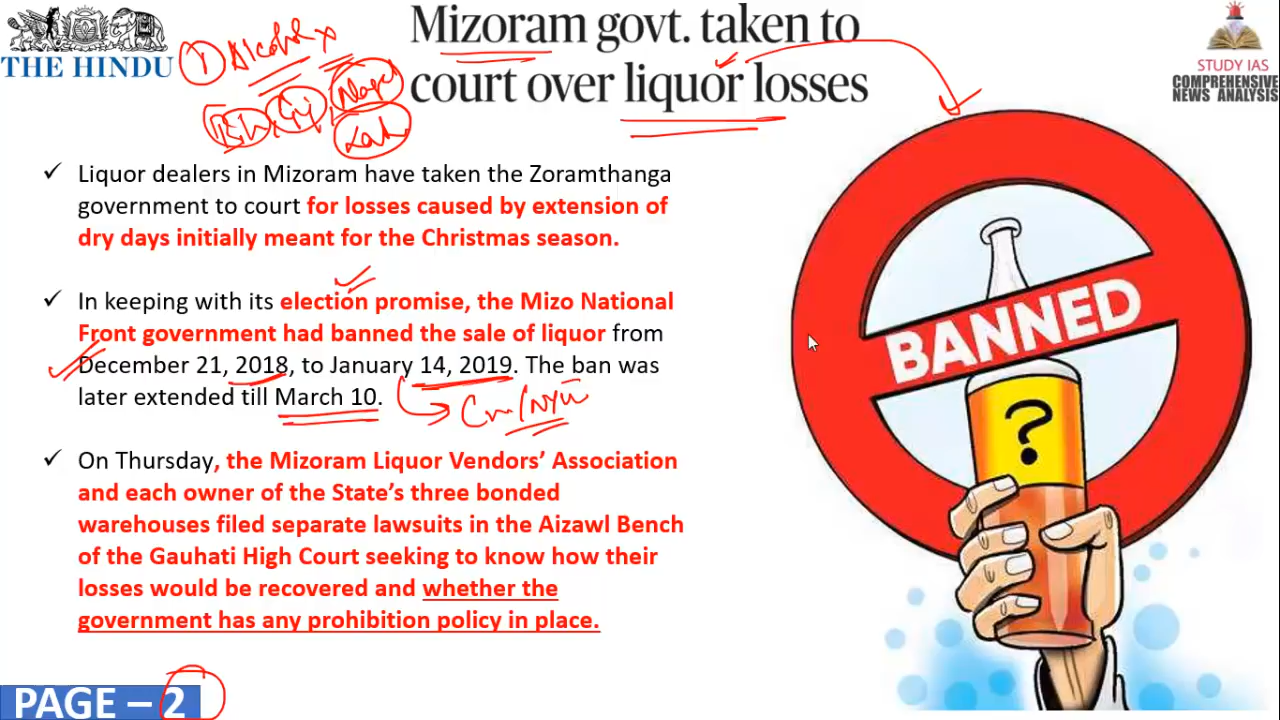 THE HINDU
Alcohol x
Mizoram govt. taken to
court over liquor losses
STUDY IAS
COMPREHENSIVE
NEWS ANALYSIS
✓ Liquor dealers in Mizoram have taken the Zoramthanga
government to court for losses caused by extension of
dry days initially meant for the Christmas season.
✓ In keeping with its election promise, the Mizo National
Front government had banned the sale of liquor from
December 21, 2018, to January 14, 2019. The ban was
later extended till March 10.
✓ On Thursday, the Mizoram Liquor Vendors’ Association
and each owner of the State’s three bonded
warehouses filed separate lawsuits in the Aizawl Bench
of the Gauhati High Court seeking to know how their
losses would be recovered and whether the
government has any prohibition policy in place.
BANNED
?
PAGE – 2